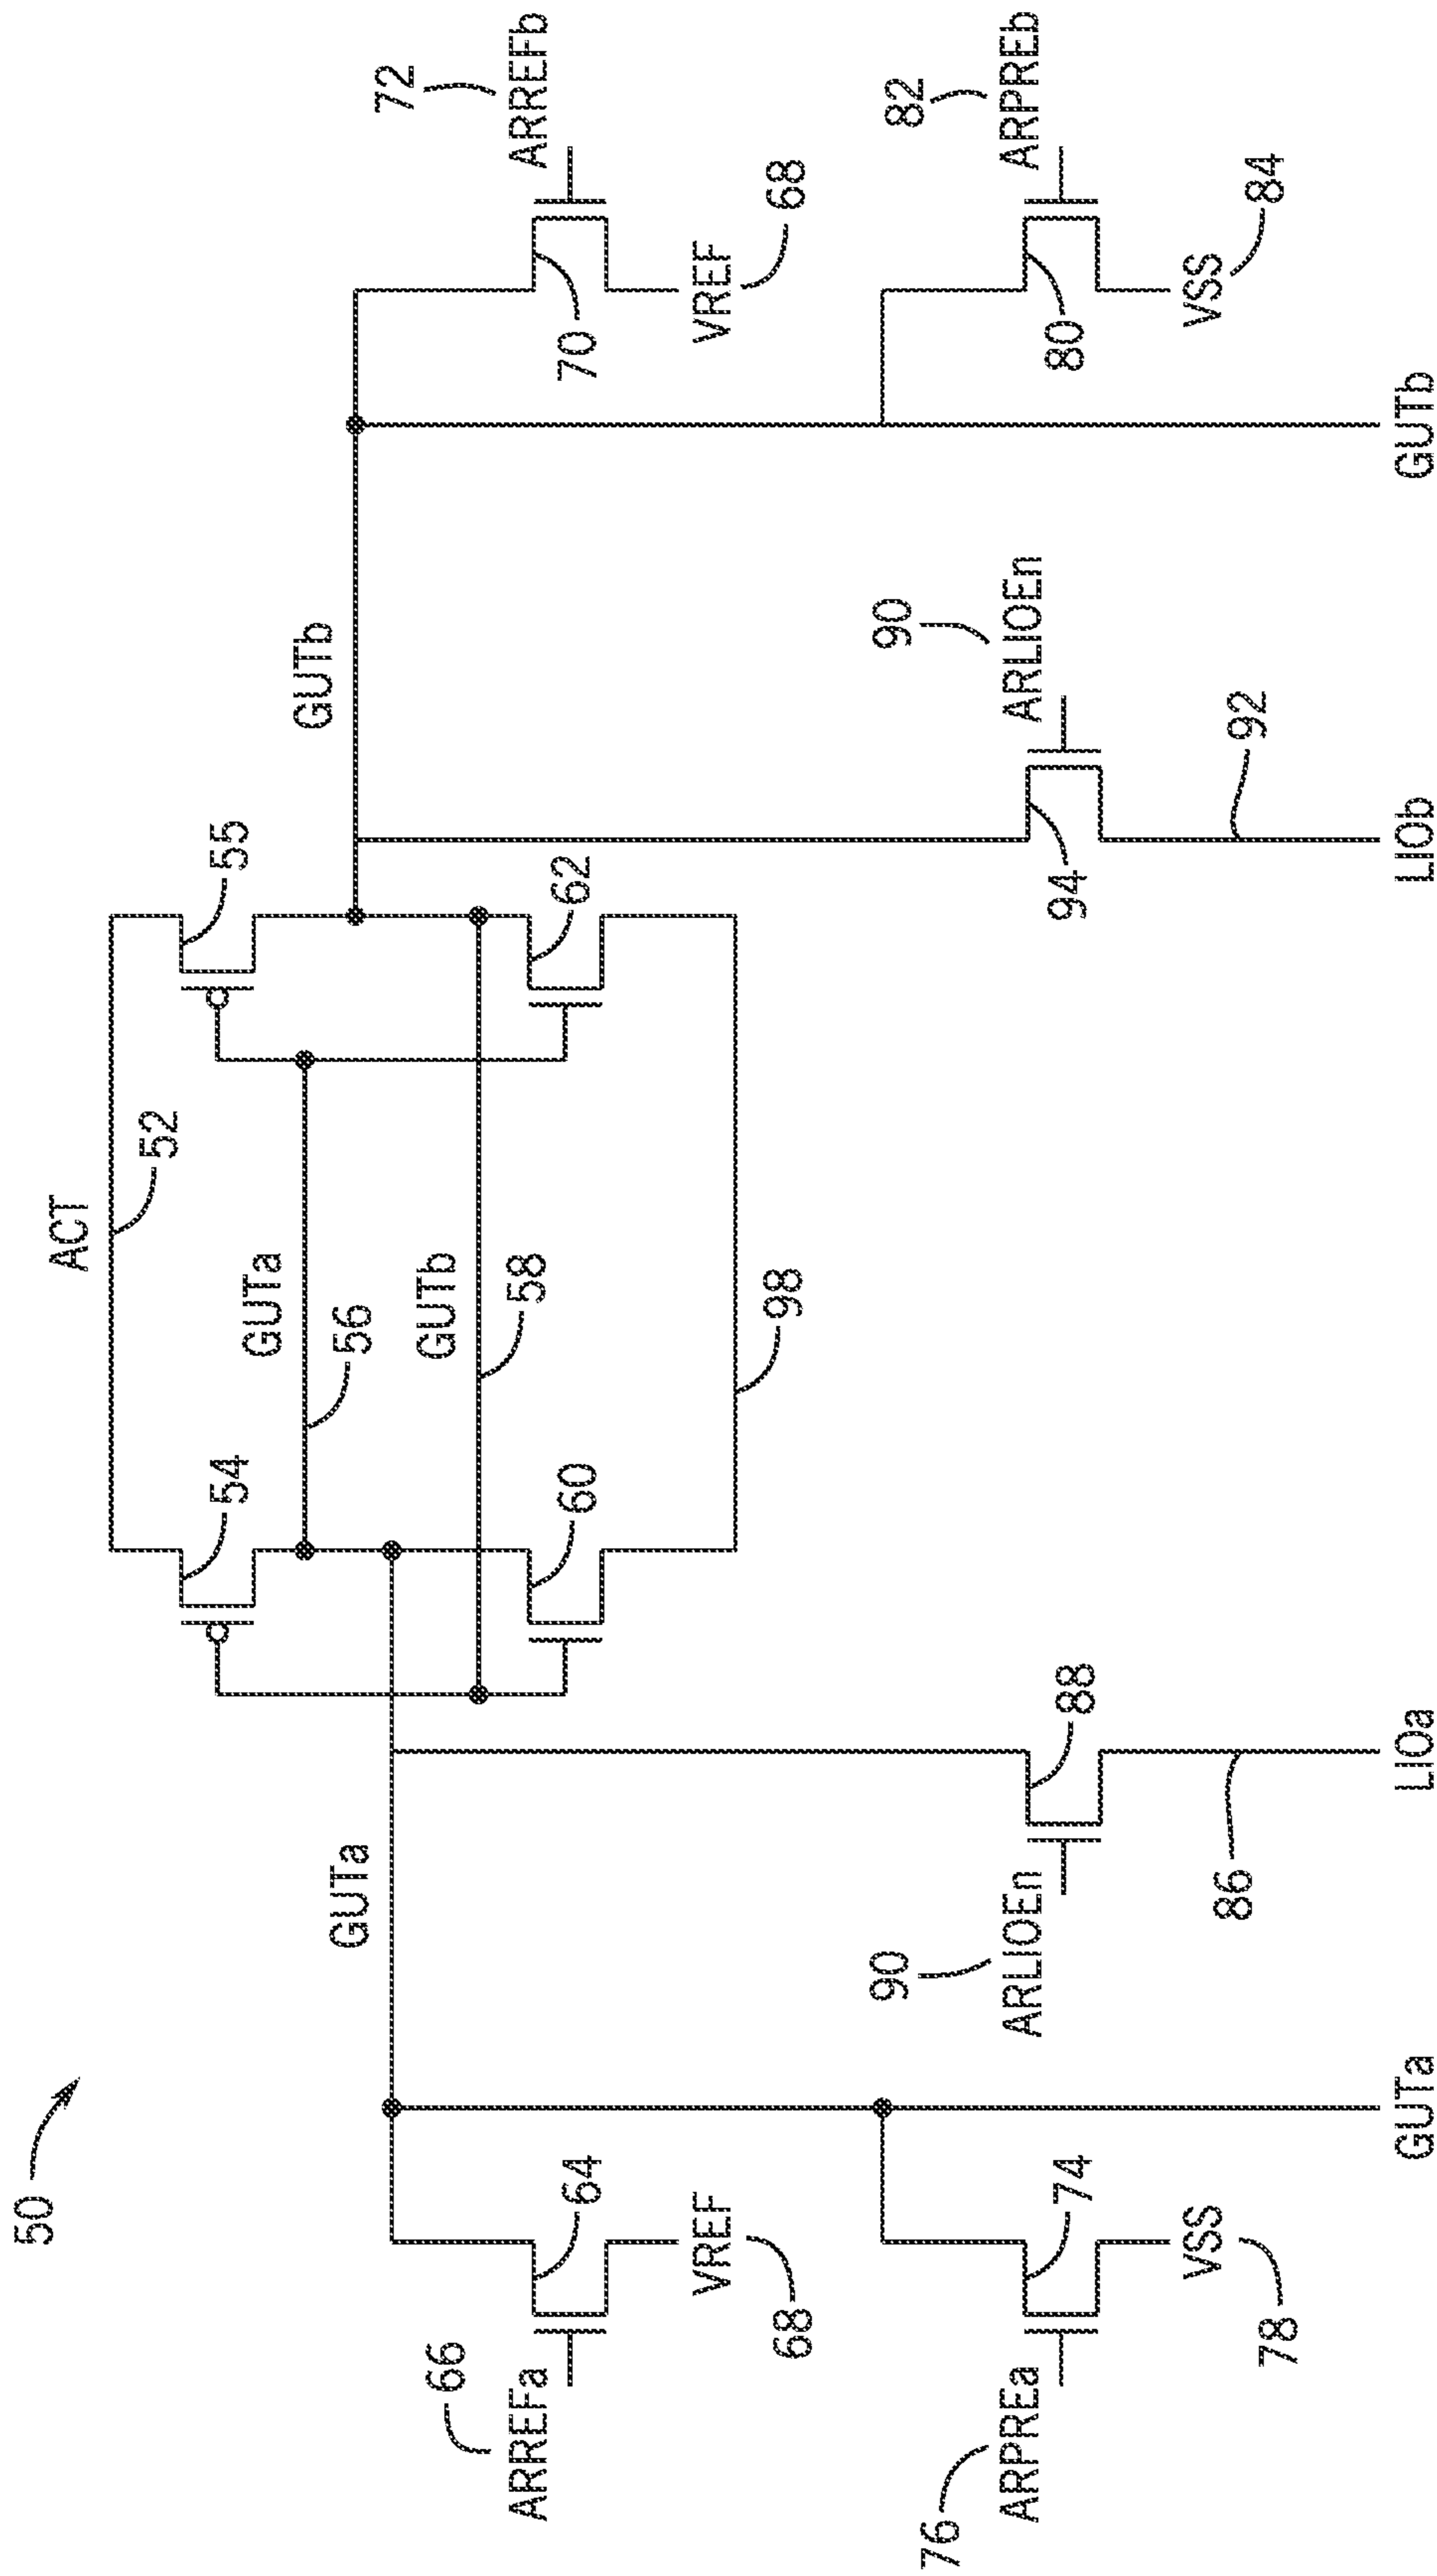 50
ACT
52
54
55
GUTa
56
GUTb
58
GUTa
GUTb
60
62
98
66
ARREFa
64
VREF
68
72
ARREFb
70
VREF
68
76
ARPREa
74
VSS
78
90
ARLIOEn
88
86
90
ARLIOEn
94
92
82
ARPREb
80
VSS
84
GUTa
LIOa
LIOb
GUTb